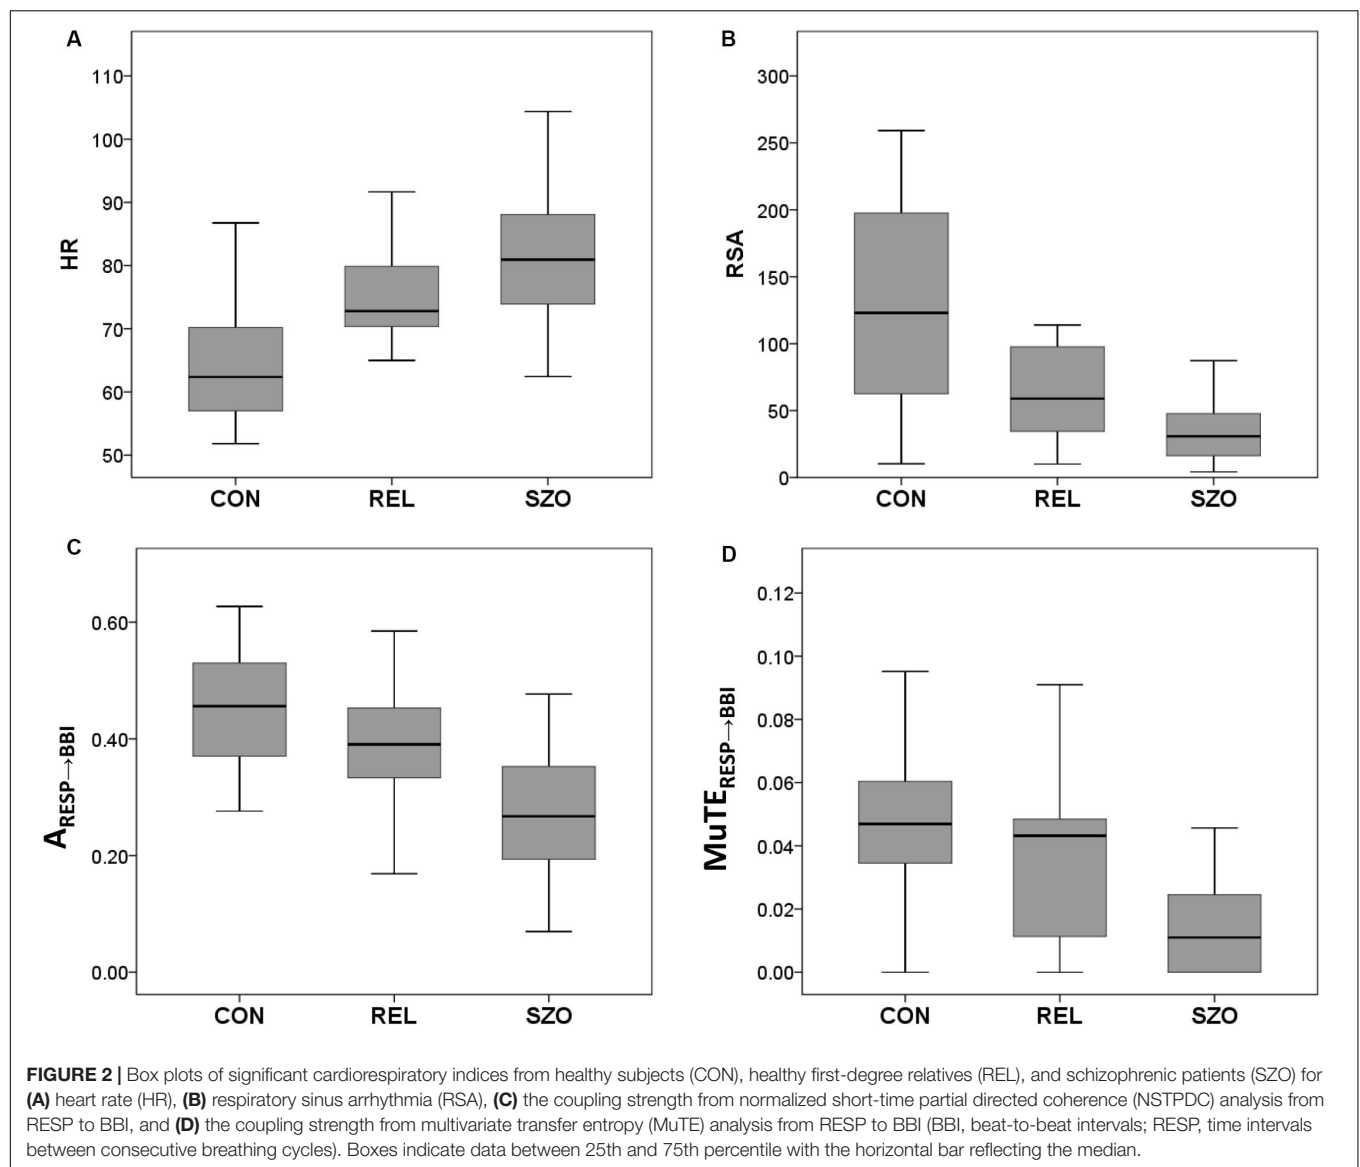 A
HR
110
100
90
80
70
60
50
CON REL SZO
B
RSA
300
250
200
150
100
50
0
CON REL SZO
C
A RESP→BBI
0.60
0.40
0.20
0.00
CON REL SZO
D
MuTE RESP→BBI
0.12
0.10
0.08
0.06
0.04
0.02
0.00
CON REL SZO
FIGURE 2 | Box plots of significant cardiorespiratory indices from healthy subjects (CON), healthy first-degree relatives (REL), and schizophrenic patients (SZO) for
(A) heart rate (HR), (B) respiratory sinus arrhythmia (RSA), (C) the coupling strength from normalized short-time partial directed coherence (NSTPDC) analysis from
RESP to BBI, and (D) the coupling strength from multivariate transfer entropy (MuTE) analysis from RESP to BBI (BBI, beat-to-beat intervals; RESP, time intervals
between consecutive breathing cycles). Boxes indicate data between 25th and 75th percentile with the horizontal bar reflecting the median.